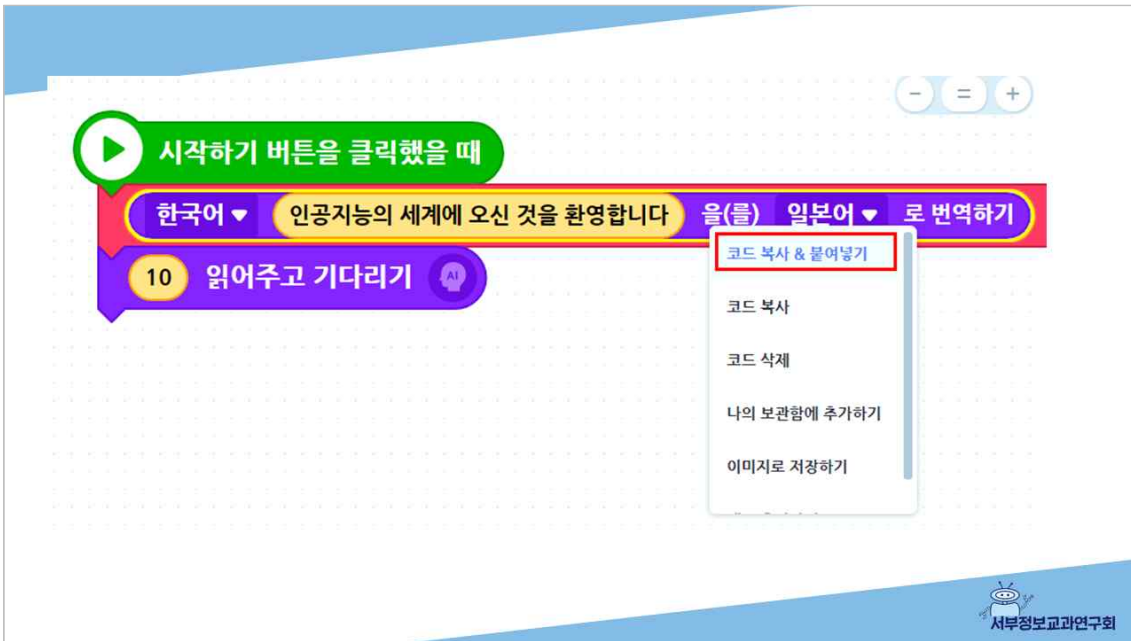 시작하기 버튼을 클릭했을 때
한국어 ▼ 인공지능의 세계에 오신 것을 환영합니다 을(를) 일본어 ▼ 로 번역하기
코드 복사 & 붙여넣기
10 읽어주고 기다리기 AI
코드 복사
코드 삭제
나의 보관함에 추가하기
이미지로 저장하기
서부정보교과연구회